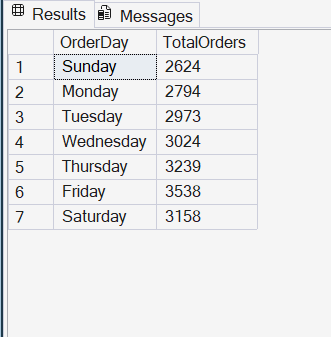 Results Messages
OrderDay TotalOrders
1 Sunday 2624
2 Monday 2794
3 Tuesday 2973
4 Wednesday 3024
5 Thursday 3239
6 Friday 3538
7 Saturday 3158